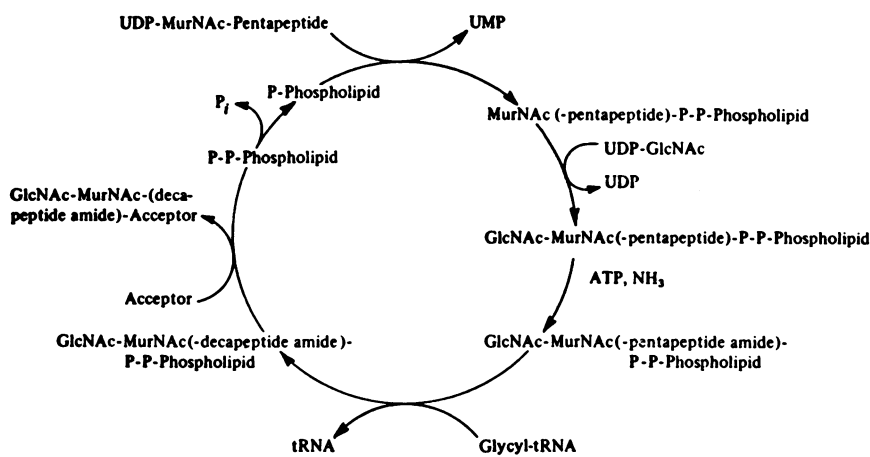 UDP-MurNAc-Pentapeptide
UMP
P-Phospholipid
Pi
MurNAc (-pentapeptide)-P-P-Phospholipid
UDP-GlcNAc
P-P-Phospholipid
UDP
GlcNAc-MurNAc-(deca-
peptide amide)-Acceptor
GlcNAc-MurNAc(-pentapeptide)-P-P-Phospholipid
ATP, NH3
Acceptor
GlcNAc-MurNAc(-decapeptide amide)-
P-P-Phospholipid
GlcNAc-MurNAc(-pentapeptide amide)-
P-P-Phospholipid
tRNA
Glycyl-tRNA